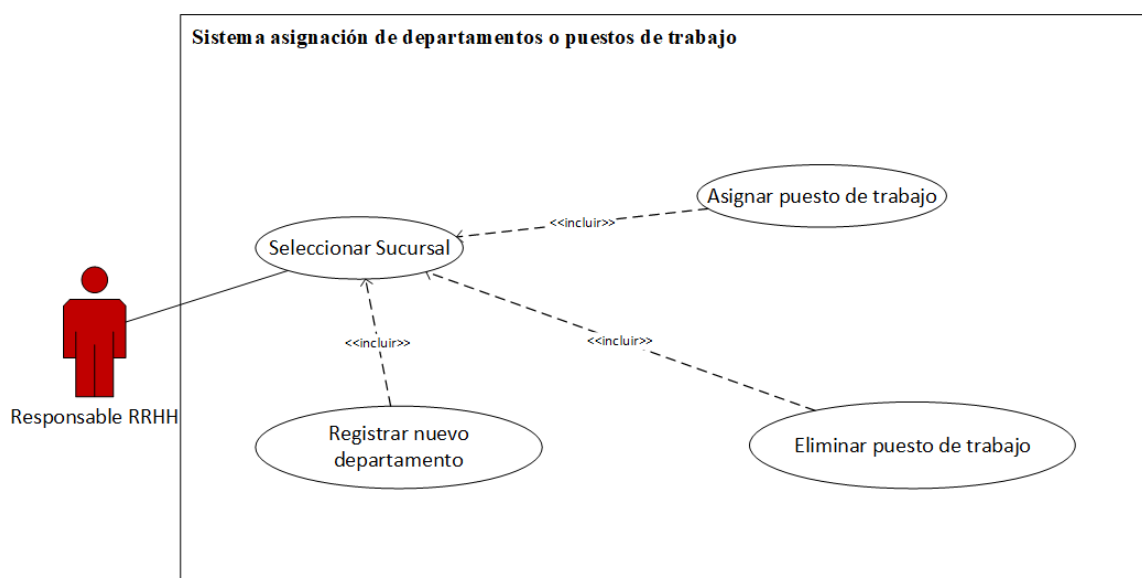 Sistema asignación de departamentos o puestos de trabajo
Asignar puesto de trabajo
<<incluir>>
Seleccionar Sucursal
<<incluir>>
<<incluir>>
Responsable RRHH
Registrar nuevo
departamento
Eliminar puesto de trabajo